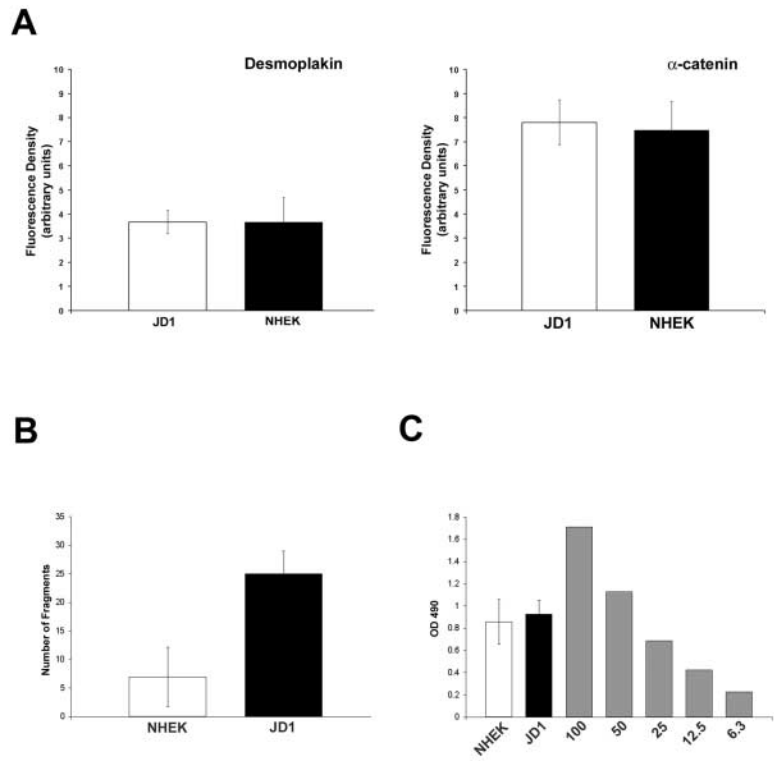 A
Desmoplakin
Fluorescence Density
(arbitrary units)
10
9
8
7
6
5
4
3
2
1
0
JD1 NHEK
α-catenin
Fluorescence Density
(arbitrary units)
10
9
8
7
6
5
4
3
2
1
0
JD1 NHEK
B
Number of Fragments
35
30
25
20
15
10
5
0
NHEK JD1
C
OD 490
1.8
1.6
1.4
1.2
1
0.8
0.6
0.4
0.2
0
NHEK JD1 100 50 25 12.5 6.3